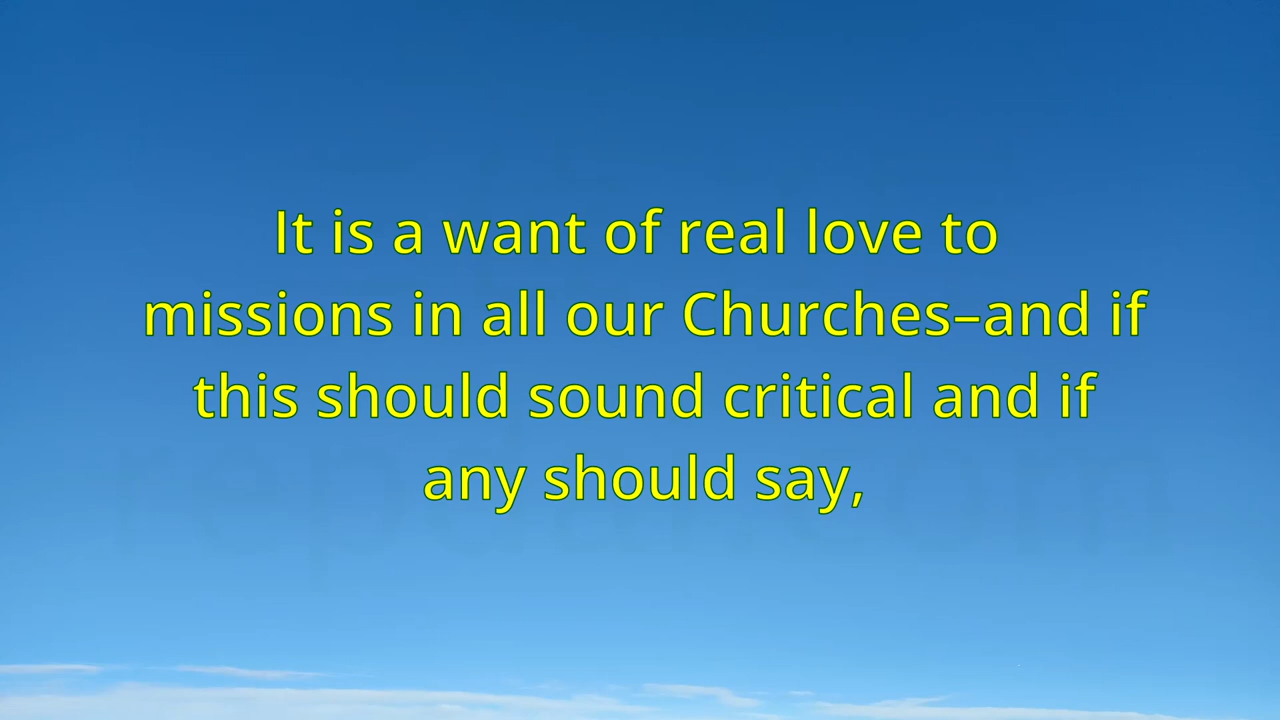 It is a want of real love to
missions in all our Churches–and if
this should sound critical and if
any should say,